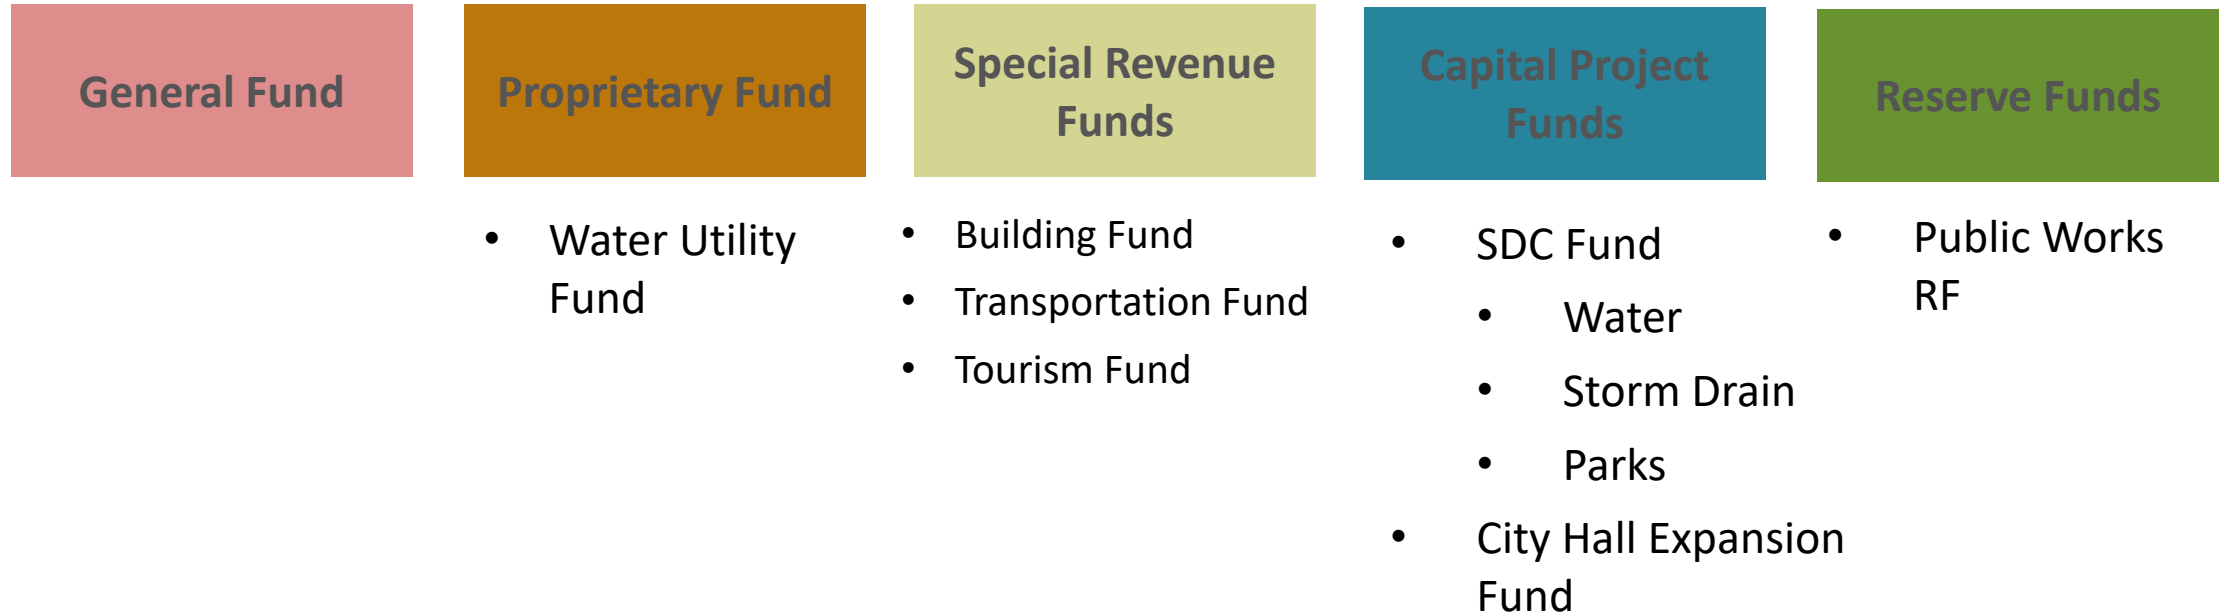 General Fund
Proprietary Fund
Special Revenue
Funds
Capital Project
Funds
Reserve Funds
• Water Utility
Fund
• Building Fund
• Transportation Fund
• Tourism Fund
• SDC Fund
• Water
• Storm Drain
• Parks
• City Hall Expansion
Fund
• Public Works
RF